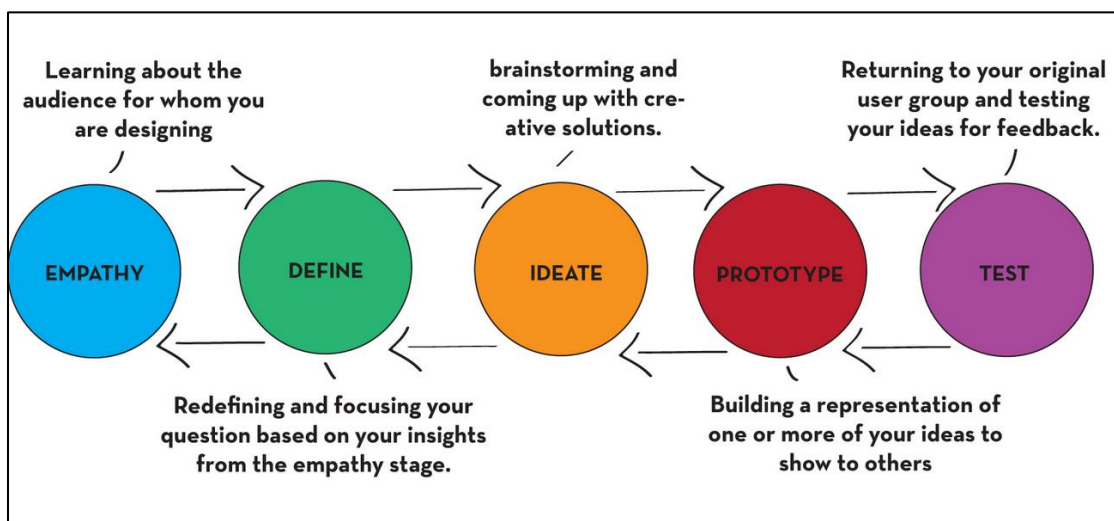 Learning about the
audience for whom you
are designing
brainstorming and
coming up with cre-
ative solutions.
Returning to your original
user group and testing
your ideas for feedback.
EMPATHY
DEFINE
IDEATE
PROTOTYPE
TEST
Redefining and focusing your
question based on your insights
from the empathy stage.
Building a representation of
one or more of your ideas to
show to others